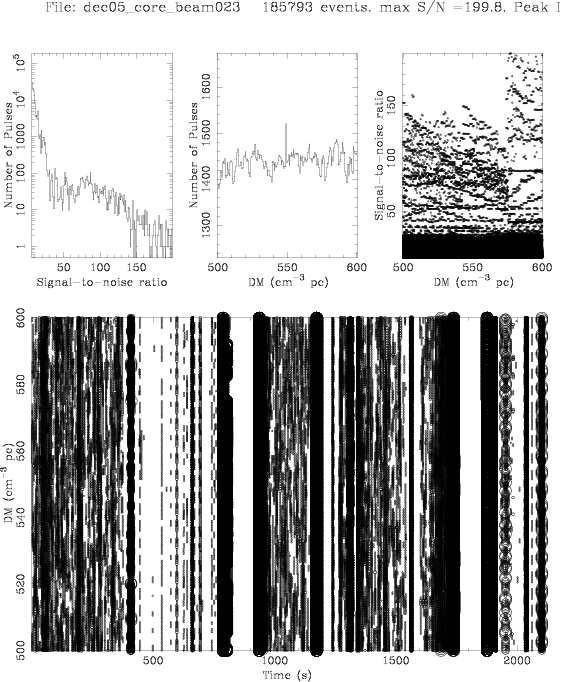 File: dec05_core_beam023 185793 events. max S/N =199.8. Peak
Number of Pulses
10⁵
10⁴
1000
100
10
1
50 100 150
Signal-to-noise ratio
Number of Pulses
1600
1500
1400
1300
500 550 600
DM (cm⁻³ pc)
Signal-to-noise ratio
150
100
50
500 550 600
DM (cm⁻³ pc)
DM (cm⁻³ pc)
600
580
560
540
520
500
500 1000 1500 2000
Time (s)